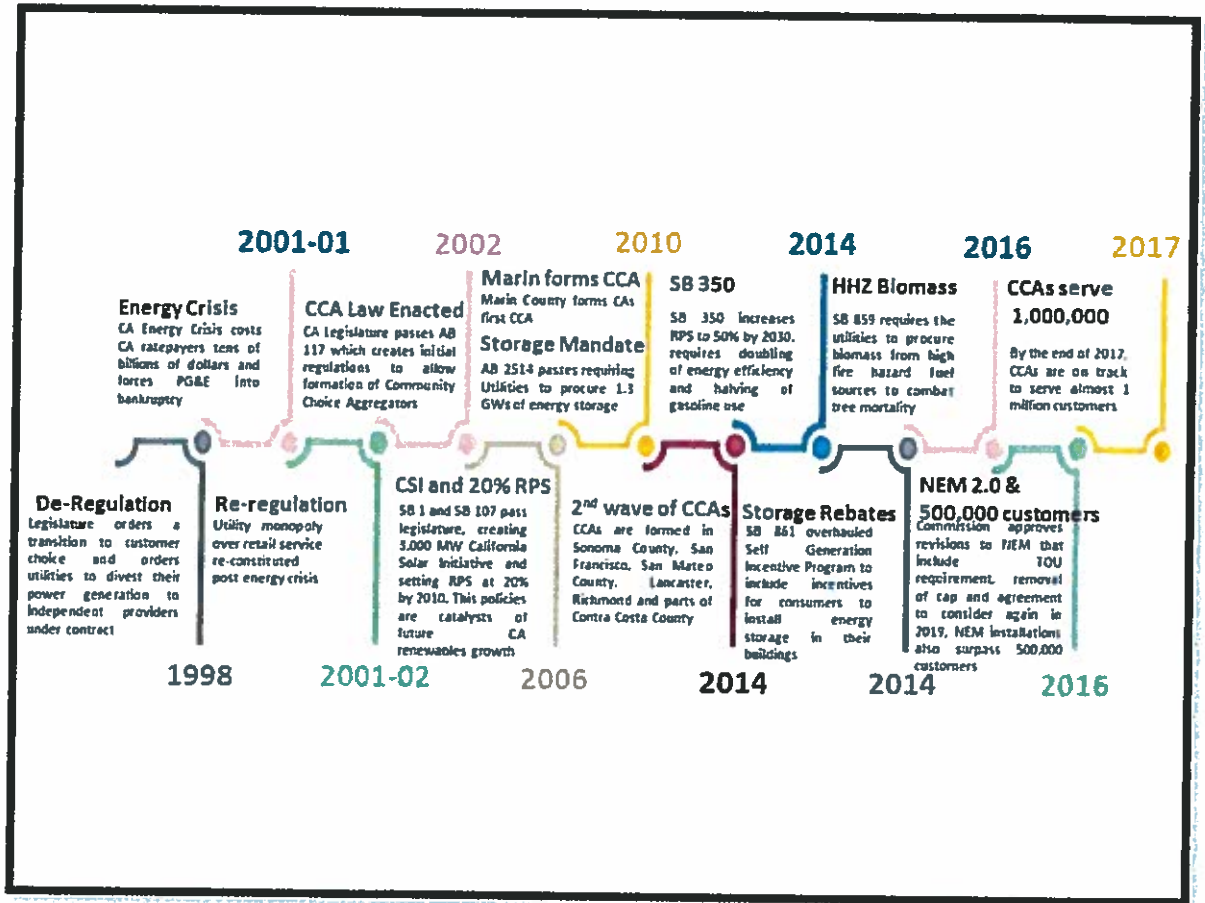 2001-01
2002
2010
2014
2016
2017
Energy Crisis
CA Energy Crisis costs
CA ratepayers tens of
billions of dollars and
forces PG&E into
bankruptcy
CCA Law Enacted
CA Legislature passes AB
117 which creates initial
regulations to allow
formation of Community
Choice Aggregators
Marin forms CCA
Marin County forms CAs
first CCA
Storage Mandate
AB 2514 passes requiring
Utilities to procure 1.3
GWs of energy storage
SB 350
SB 350 increases
RPS to 50% by 2030,
requires doubling
of energy efficiency
and halving of
gasoline use
HHZ Biomass
SB 859 requires the
utilities to procure
biomass from high
fire hazard fuel
sources to combat
tree mortality
CCAs serve
1,000,000
By the end of 2017,
CCAs are on track
to serve almost 1
million customers
De-Regulation
Legislature orders a
transition to customer
choice and orders
utilities to divest their
power generation to
independent providers
under contract
Re-regulation
Utility monopoly
over retail service
re-constituted
post energy crisis
CSI and 20% RPS
SB 1 and SB 107 pass
legislature, creating
3,000 MW California
Solar Initiative and
setting RPS at 20%
by 2010. This policies
are catalysts of
future CA
renewables growth
2nd wave of CCAs
CCAs are formed in
Sonoma County, San
Francisco, San Mateo
County, Lancaster,
Richmond and parts of
Contra Costa County
Storage Rebates
SB 861 overhauled
Self Generation
Incentive Program to
include incentives
for consumers to
install energy
storage in their
buildings
NEM 2.0 &
500,000 customers
Commission approves
revisions to NEM that
include TOU
requirement, removal
of cap and agreement
to consider again in
2019, NEM installations
also surpass 500,000
customers
1998
2001-02
2006
2014
2014
2016